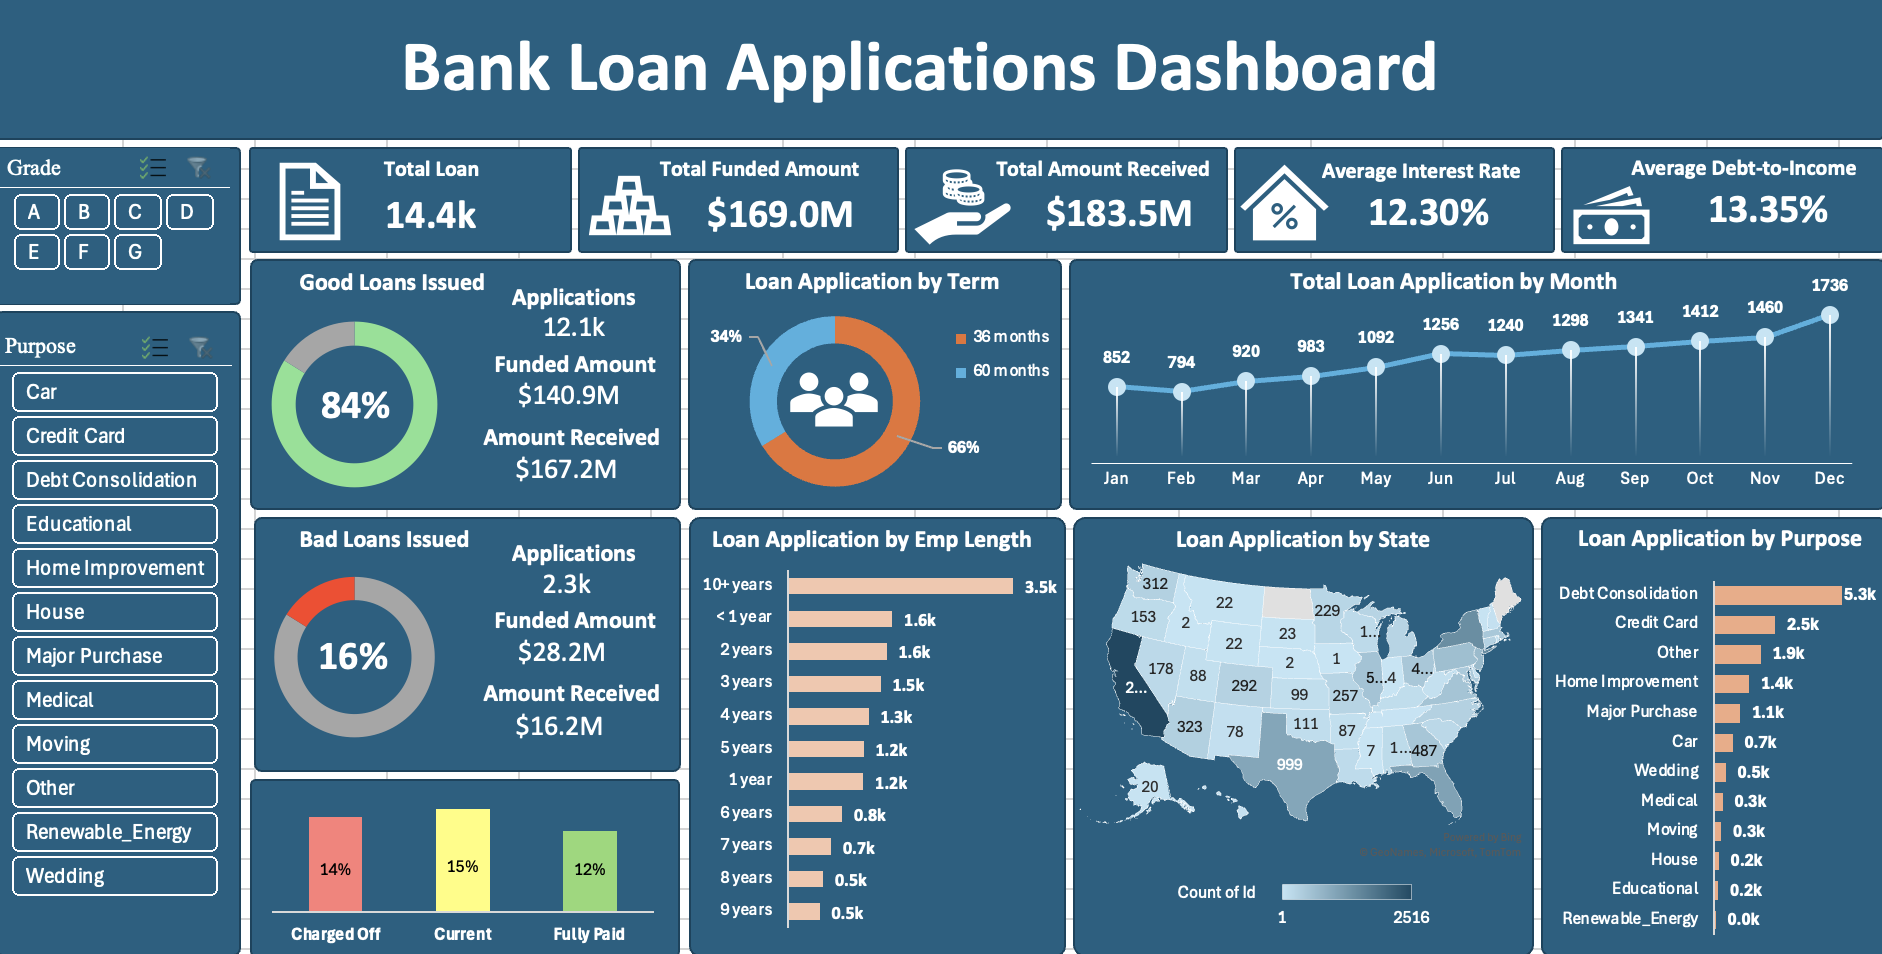 Bank Loan Applications Dashboard
Grade
A B C D
E F G
Purpose
Car
Credit Card
Debt Consolidation
Educational
Home Improvement
House
Major Purchase
Medical
Moving
Other
Renewable_Energy
Wedding
Total Loan
14.4k
Total Funded Amount
$169.0M
Total Amount Received
$183.5M
Average Interest Rate
%
12.30%
Average Debt-to-Income
13.35%
Good Loans Issued
84%
Applications
12.1k
Funded Amount
$140.9M
Amount Received
$167.2M
Loan Application by Term
34%
66%
36 months
60 months
Total Loan Application by Month
852 794 920 983 1092 1256 1240 1298 1341 1412 1460 1736
Jan Feb Mar Apr May Jun Jul Aug Sep Oct Nov Dec
Bad Loans Issued
16%
Applications
2.3k
Funded Amount
$28.2M
Amount Received
$16.2M
14% 15% 12%
Charged Off Current Fully Paid
Loan Application by Emp Length
10+ years 3.5k
< 1 year 1.6k
2 years 1.6k
3 years 1.5k
4 years 1.3k
5 years 1.2k
1 year 1.2k
6 years 0.8k
7 years 0.7k
8 years 0.5k
9 years 0.5k
Loan Application by State
312
22
229
153
2
23
1...
22
2
1
178
88
292
99
257
5...4
4...
2...
323
78
111
87
7
1...
487
999
20
Count of Id
1 2516
Loan Application by Purpose
Debt Consolidation 5.3k
Credit Card 2.5k
Other 1.9k
Home Improvement 1.4k
Major Purchase 1.1k
Car 0.7k
Wedding 0.5k
Medical 0.3k
Moving 0.3k
House 0.2k
Educational 0.2k
Renewable_Energy 0.0k